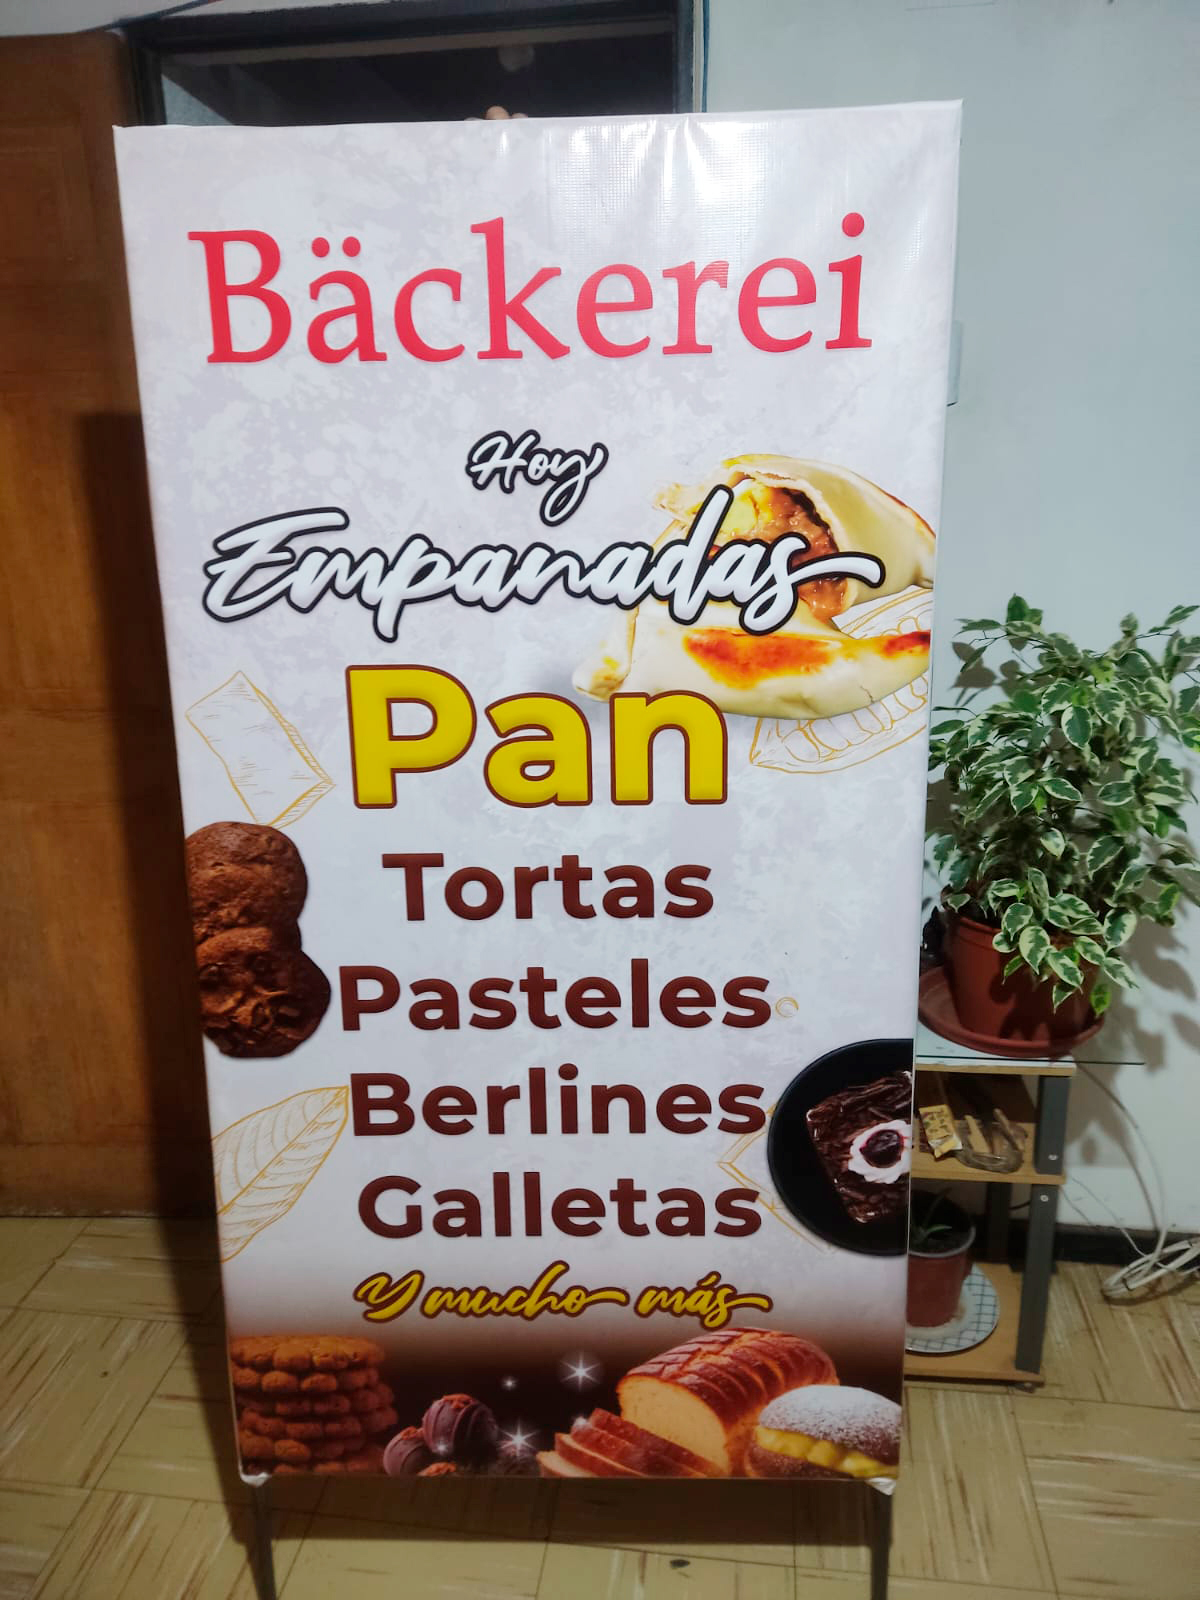 Bäckerei
Hoy
Empanadas
Pan
Tortas
Pasteles
Berlines
Galletas
Y mucho más